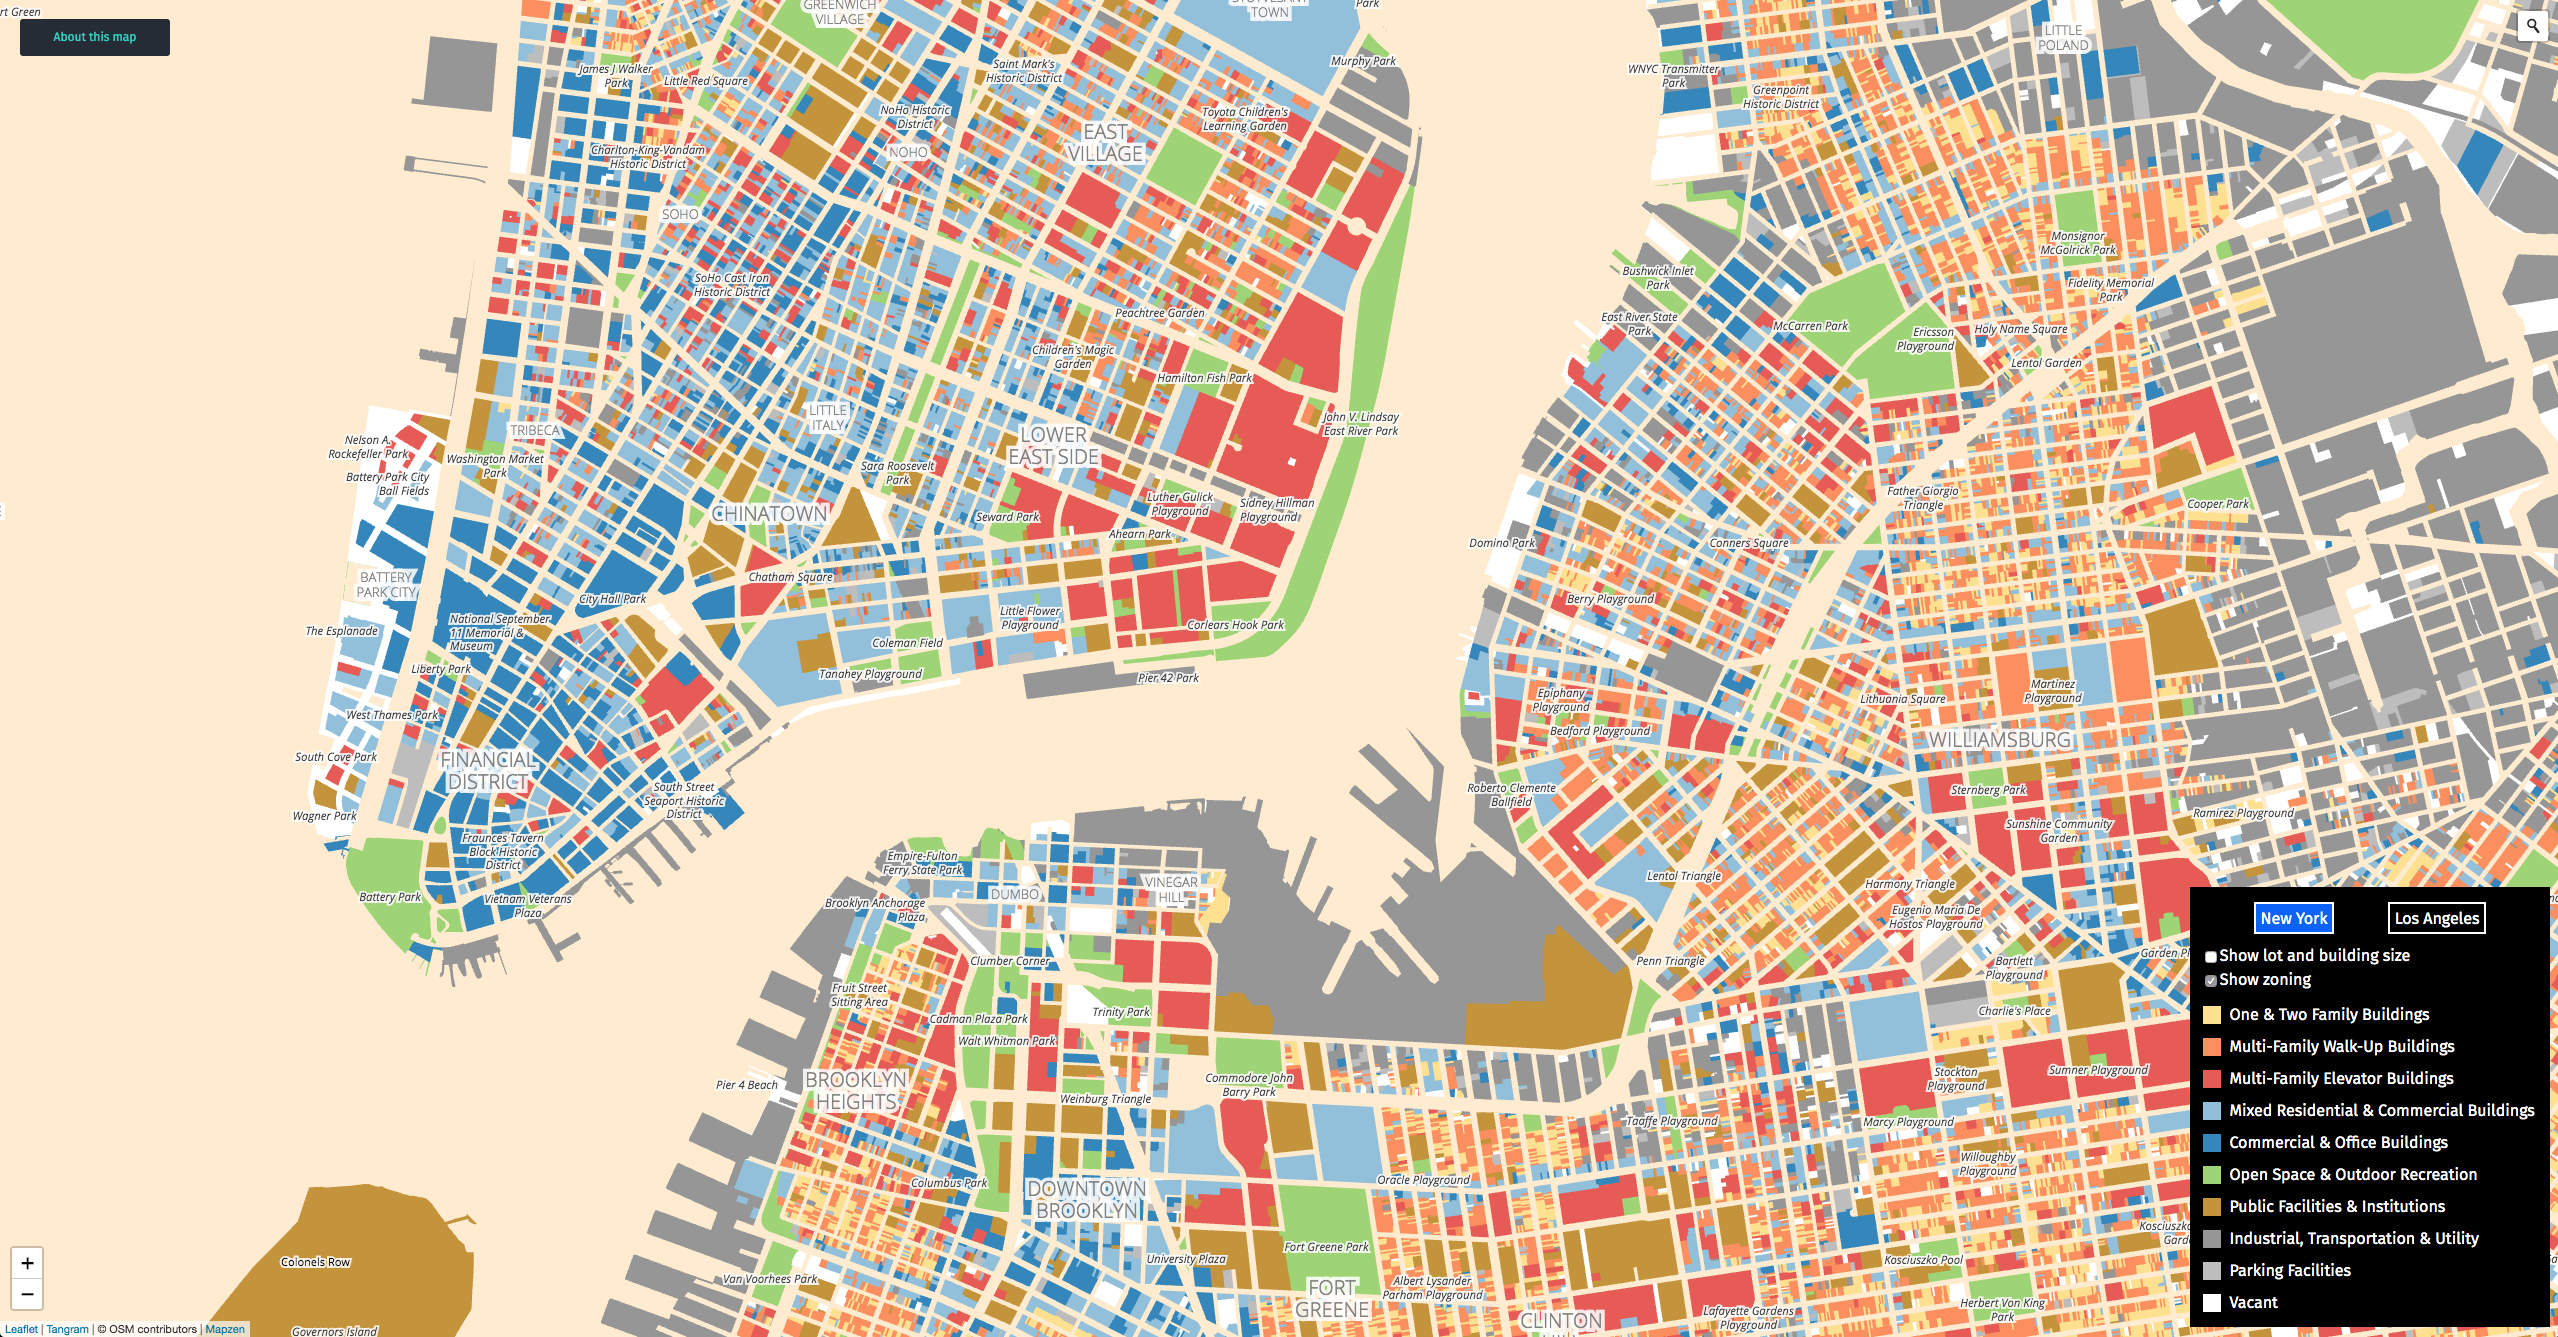 rt Green
About this map
GREENWICH
VILLAGE
TOWN
Park
LITTLE
POLAND
James J Walker
Park
Little Red Square
Saint Mark's
Historic District
Murphy Park
WNYC Transmitter
Park
Greenpoint
Historic District
NoHo Historic
District
Toyota Children's
Learning Garden
EAST
VILLAGE
Charlton-King-Vandam
Historic District
NOHO
SOHO
Monsignor
McGolrick Park
SoHo Cast Iron
Historic District
Bushwick Inlet
Park
Fidelity Memorial
Park
Peachtree Garden
East River State
Park
McCarren Park
Ericsson
Playground
Holy Name Square
Children's Magic
Garden
Lentol Garden
Hamilton Fish Park
LITTLE
ITALY
John V. Lindsay
East River Park
TRIBECA
LOWER
EAST SIDE
Nelson A.
Rockefeller Park
Washington Market
Park
Battery Park City
Ball Fields
Sara Roosevelt
Park
Luther Gulick
Playground
Sidney Hillman
Playground
Father Giorgio
Triangle
Cooper Park
CHINATOWN
Seward Park
Ahearn Park
Domino Park
Conners Square
BATTERY
PARK CITY
Chatham Square
City Hall Park
Berry Playground
National September
11 Memorial &
Museum
The Esplanade
Little Flower
Playground
Corlears Hook Park
Coleman Field
Liberty Park
Tanahey Playground
Pier 42 Park
Epiphany
Playground
Lithuania Square
Martinez
Playground
West Thames Park
Bedford Playground
WILLIAMSBURG
South Cove Park
FINANCIAL
DISTRICT
South Street
Seaport Historic
District
Roberto Clemente
Ballfield
Sternberg Park
Wagner Park
Ramirez Playground
Sunshine Community
Garden
Fraunces Tavern
Block Historic
District
Empire-Fulton
Ferry State Park
DUMBO
VINEGAR
HILL
Lentol Triangle
Harmony Triangle
Battery Park
Vietnam Veterans
Plaza
Brooklyn Anchorage
Plaza
Eugenio Maria De
Hostos Playground
Clumber Corner
Penn Triangle
Bartlett
Playground
Garden Pl
Fruit Street
Sitting Area
Cadman Plaza Park
Trinity Park
Charlie's Place
Walt Whitman Park
Pier 4 Beach
BROOKLYN
HEIGHTS
Commodore John
Barry Park
Weinburg Triangle
Stockton
Playground
Sumner Playground
Taaffe Playground
Marcy Playground
Willoughby
Playground
Columbus Park
DOWNTOWN
BROOKLYN
Oracle Playground
Kosciuszko
Garde
Colonels Row
Fort Greene Park
University Plaza
Kosciuszko Pool
Van Voorhees Park
FORT
GREENE
Albert Lysander
Parham Playground
Herbert Von King
Park
Lafayette Gardens
Playground
CLINTON
Governors Island
New York
Los Angeles
Show lot and building size
Show zoning
One & Two Family Buildings
Multi-Family Walk-Up Buildings
Multi-Family Elevator Buildings
Mixed Residential & Commercial Buildings
Commercial & Office Buildings
Open Space & Outdoor Recreation
Public Facilities & Institutions
Industrial, Transportation & Utility
Parking Facilities
Vacant
+
−
Leaflet | Tangram | © OSM contributors | Mapzen